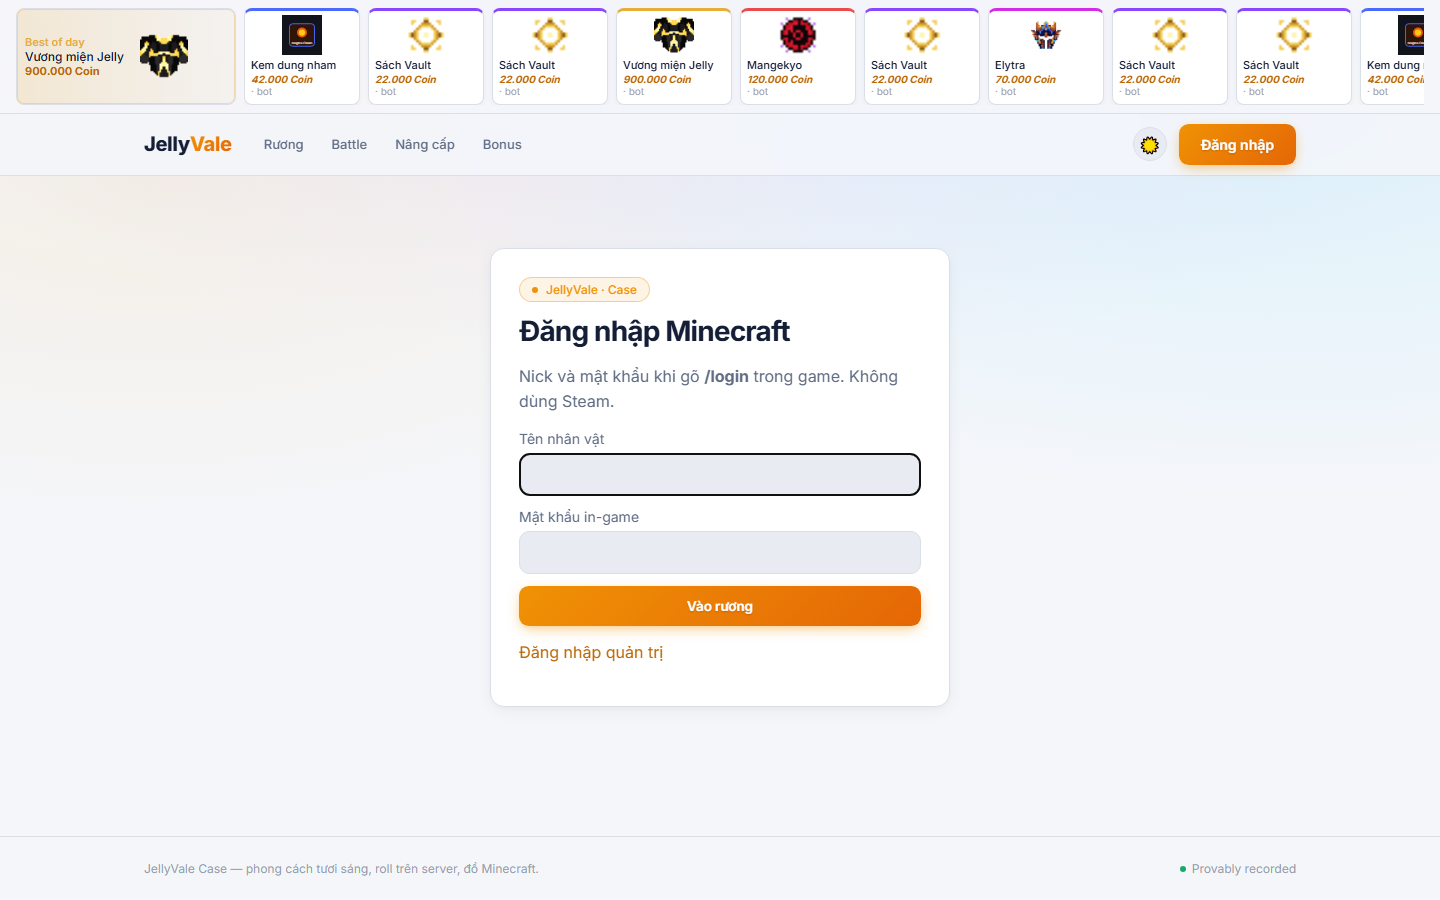 Best of day
Vương miện Jelly
900.000 Coin
Kem dung nham
42.000 Coin
· bot
Sách Vault
22.000 Coin
· bot
Sách Vault
22.000 Coin
· bot
Vương miện Jelly
900.000 Coin
· bot
Mangekyo
120.000 Coin
· bot
Sách Vault
22.000 Coin
· bot
Elytra
70.000 Coin
· bot
Sách Vault
22.000 Coin
· bot
Sách Vault
22.000 Coin
· bot
Kem dung
42.000
· bot
JellyVale
Rương
Battle
Nâng cấp
Bonus
Đăng nhập
JellyVale · Case
Đăng nhập Minecraft
Nick và mật khẩu khi gõ /login trong game. Không
dùng Steam.
Tên nhân vật
Mật khẩu in-game
Vào rương
Đăng nhập quản trị
JellyVale Case — phong cách tươi sáng, roll trên server, đồ Minecraft.
Provably recorded